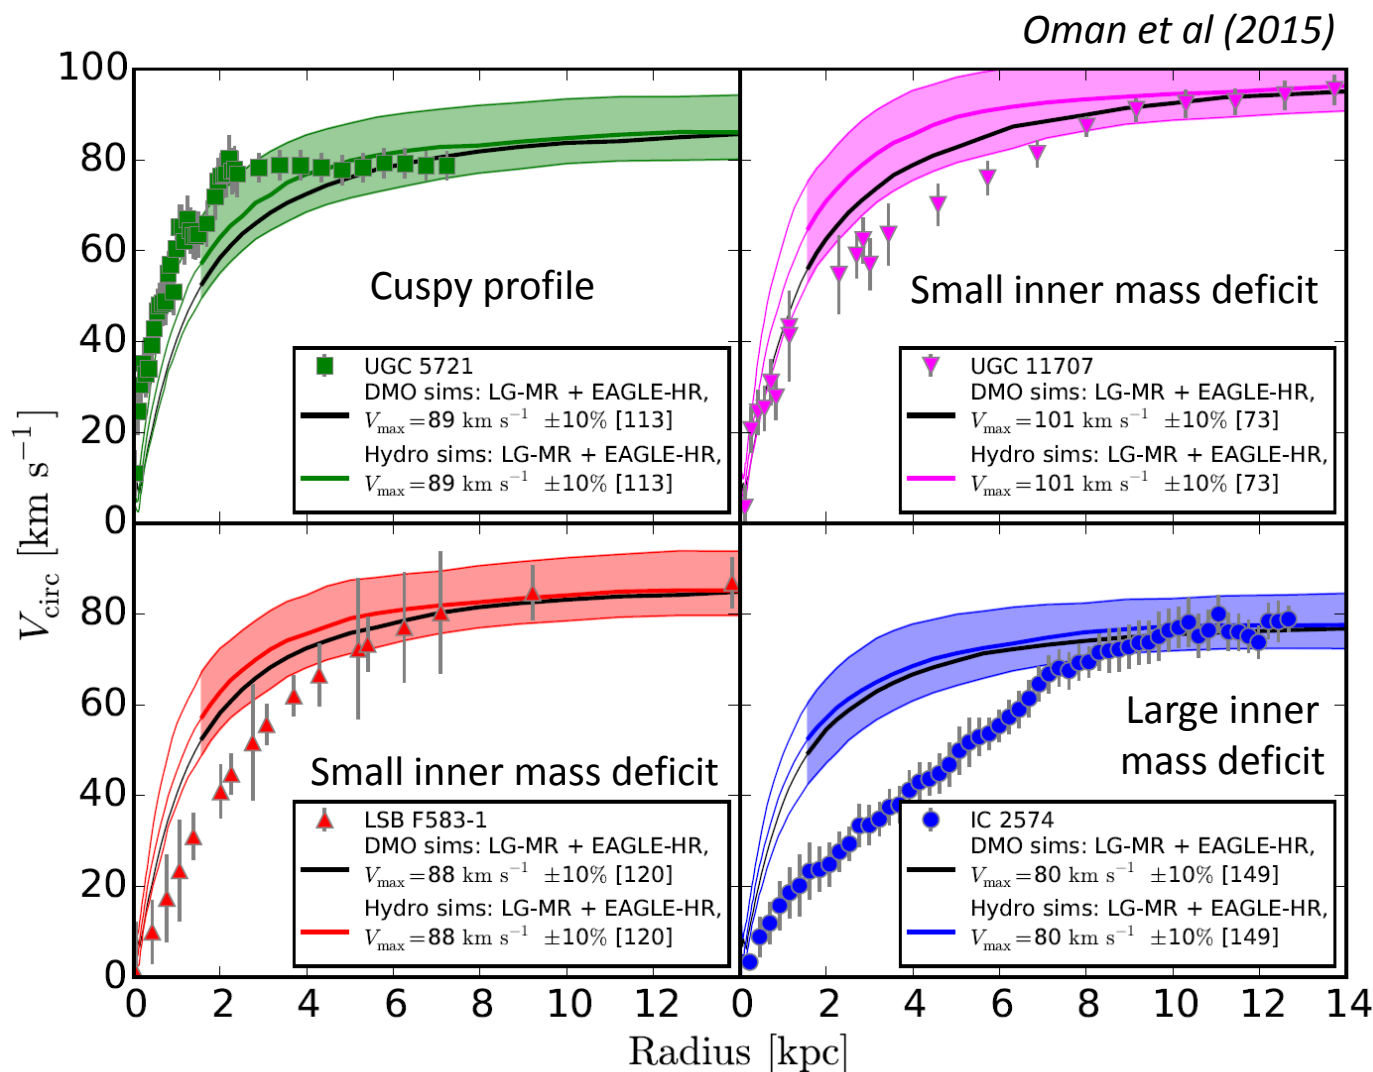 Oman et al (2015)
100
80
60
40
20
0
Cuspy profile
UGC 5721
DMO sims: LG-MR + EAGLE-HR,
Vmax=89 km s−1 ±10% [113]
Hydro sims: LG-MR + EAGLE-HR,
Vmax=89 km s−1 ±10% [113]
Small inner mass deficit
UGC 11707
DMO sims: LG-MR + EAGLE-HR,
Vmax=101 km s−1 ±10% [73]
Hydro sims: LG-MR + EAGLE-HR,
Vmax=101 km s−1 ±10% [73]
Vcirc [km s−1]
80
60
40
20
0
Small inner mass deficit
LSB F583-1
DMO sims: LG-MR + EAGLE-HR,
Vmax=88 km s−1 ±10% [120]
Hydro sims: LG-MR + EAGLE-HR,
Vmax=88 km s−1 ±10% [120]
Large inner
mass deficit
IC 2574
DMO sims: LG-MR + EAGLE-HR,
Vmax=80 km s−1 ±10% [149]
Hydro sims: LG-MR + EAGLE-HR,
Vmax=80 km s−1 ±10% [149]
0 2 4 6 8 10 12 0 2 4 6 8 10 12 14
Radius [kpc]